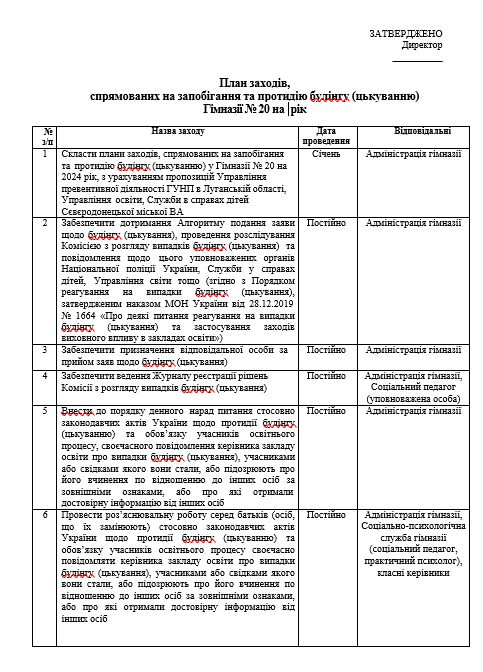 ЗАТВЕРДЖЕНО
Директор
__________
План заходів,
спрямованих на запобігання та протидію булінгу (цькуванню)
Гімназії № 20 на рік
№ з/п
Назва заходу
Дата проведення
Відповідальні
1
Скласти плани заходів, спрямованих на запобігання
та протидію булінгу (цькуванню) у Гімназії № 20 на
2024 рік, з урахуванням пропозицій Управління
превентивної діяльності ГУНП в Луганській області,
Управління освіти, Служби в справах дітей
Сєвєродонецької міської ВА
Січень
Адміністрація гімназії
2
Забезпечити дотримання Алгоритму подання заяви
щодо булінгу (цькування), проведення розслідування
Комісією з розгляду випадків булінгу (цькування) та
повідомлення щодо цього уповноважених органів
Національної поліції України, Служби у справах
дітей, Управління світи тощо (згідно з Порядком
реагування на випадки булінгу (цькування),
затвердженим наказом МОН України від 28.12.2019
№ 1664 «Про деякі питання реагування на випадки
булінгу (цькування) та застосування заходів
виховного впливу в закладах освіти»)
Постійно
Адміністрація гімназії
3
Забезпечити призначення відповідальної особи за
прийом заяв щодо булінгу (цькування)
Постійно
Адміністрація гімназії
4
Забезпечити ведення Журналу реєстрації рішень
Комісії з розгляду випадків булінгу (цькування)
Постійно
Адміністрація гімназії,
Соціальний педагог
(уповноважена особа)
5
Внести до порядку денного нарад питання стосовно
законодавчих актів України щодо протидії булінгу
(цькуванню) та обов’язку учасників освітнього
процесу, своєчасного повідомлення керівника закладу
освіти про випадки булінгу (цькування), учасниками
або свідками якого вони стали, або підозрюють про
його вчинення по відношенню до інших осіб за
зовнішніми ознаками, або про які отримали
достовірну інформацію від інших осіб
Постійно
Адміністрація гімназії
6
Провести роз’яснювальну роботу серед батьків (осіб,
що їх замінюють) стосовно законодавчих актів
України щодо протидії булінгу (цькуванню) та
обов’язку учасників освітнього процесу своєчасно
повідомляти керівника закладу освіти про випадки
булінгу (цькування), учасниками або свідками якого
вони стали, або підозрюють про його вчинення по
відношенню до інших осіб за зовнішніми ознаками,
або про які отримали достовірну інформацію від
інших осіб
Постійно
Адміністрація гімназії,
Соціально-психологічна
служба гімназії
(соціальний педагог,
практичний психолог),
класні керівники